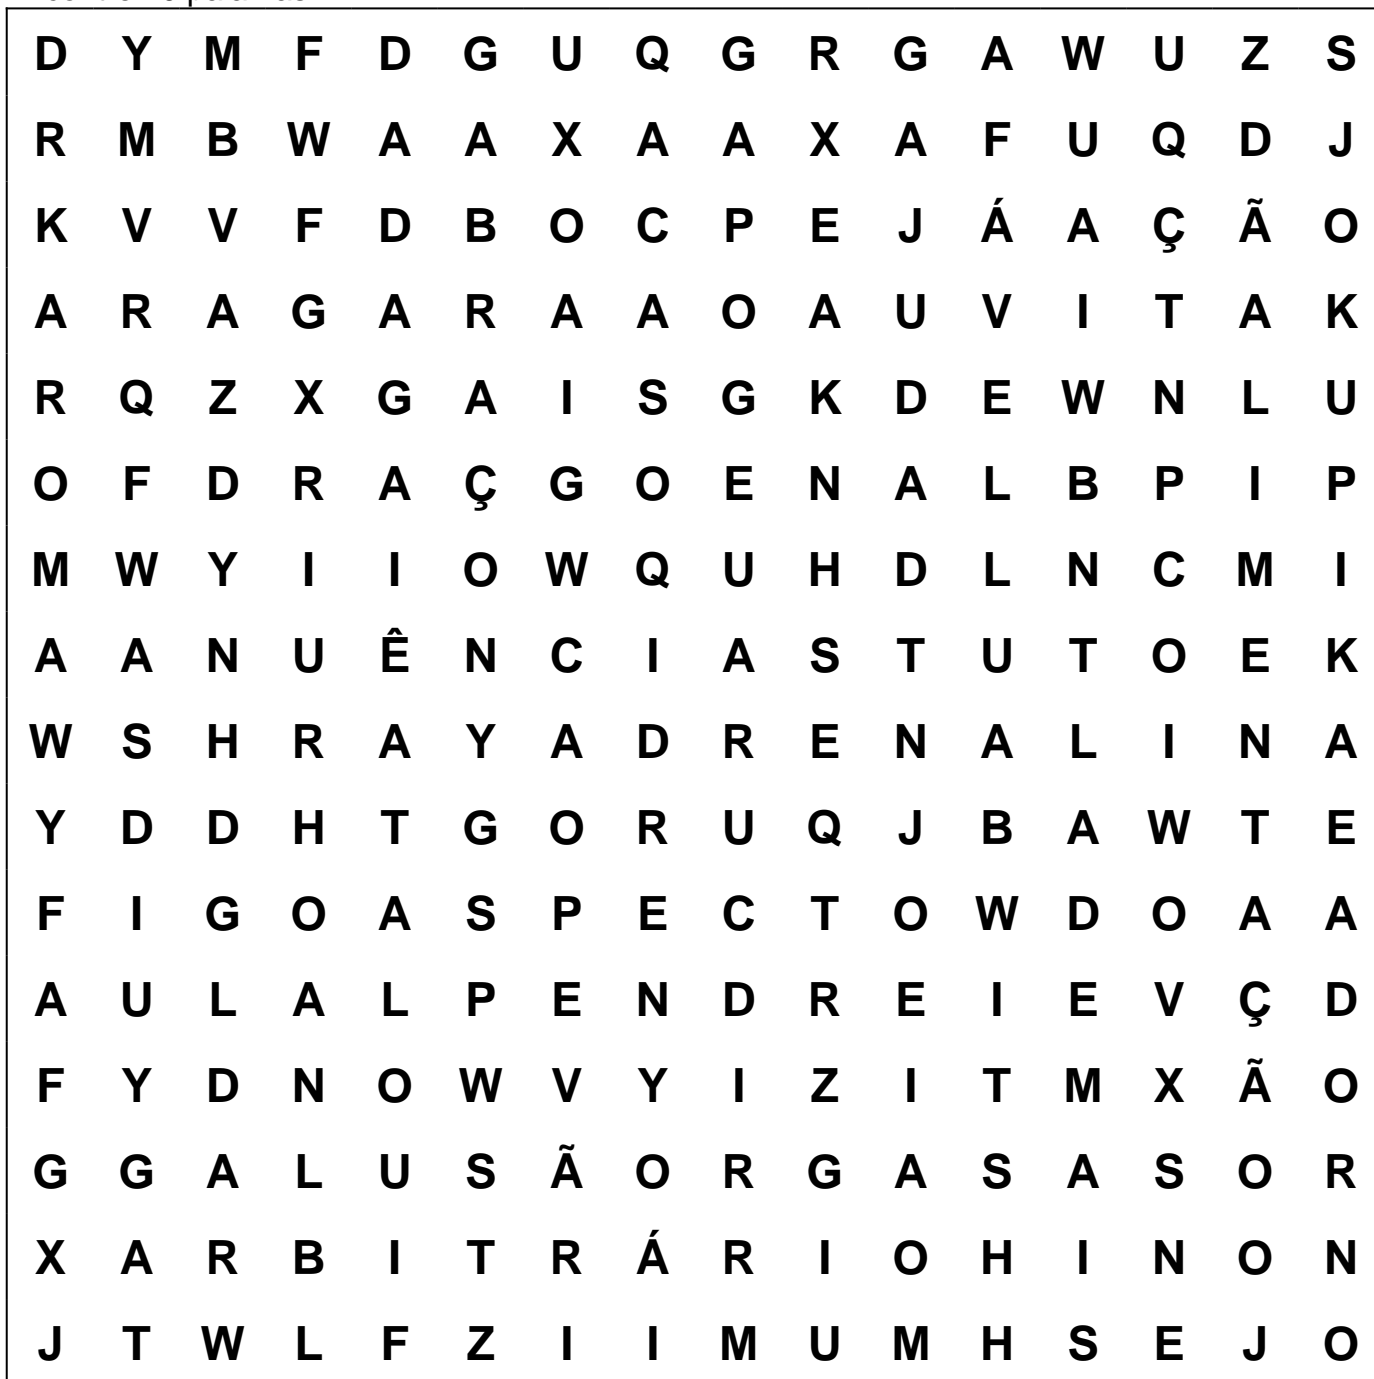 D Y M F D G U Q G R G A W U Z S
R M B W A A X A A X A F U Q D J
K V V F D B O C P E J Á A Ç Ã O
A R A G A R A A O A U V I T A K
R Q Z X G A I S G K D E W N L U
O F D R A Ç G O E N A L B P I P
M W Y I I O W Q U H D L N C M I
A A N U Ê N C I A S T U T O E K
W S H R A Y A D R E N A L I N A
Y D D H T G O R U Q J B A W T E
F I G O A S P E C T O W D O A A
A U L A L P E N D R E I E V Ç D
F Y D N O W V Y I Z I T M X Ã O
G G A L U S Ã O R G A S A S O R
X A R B I T R Á R I O H I N O N
J T W L F Z I I M U M H S E J O